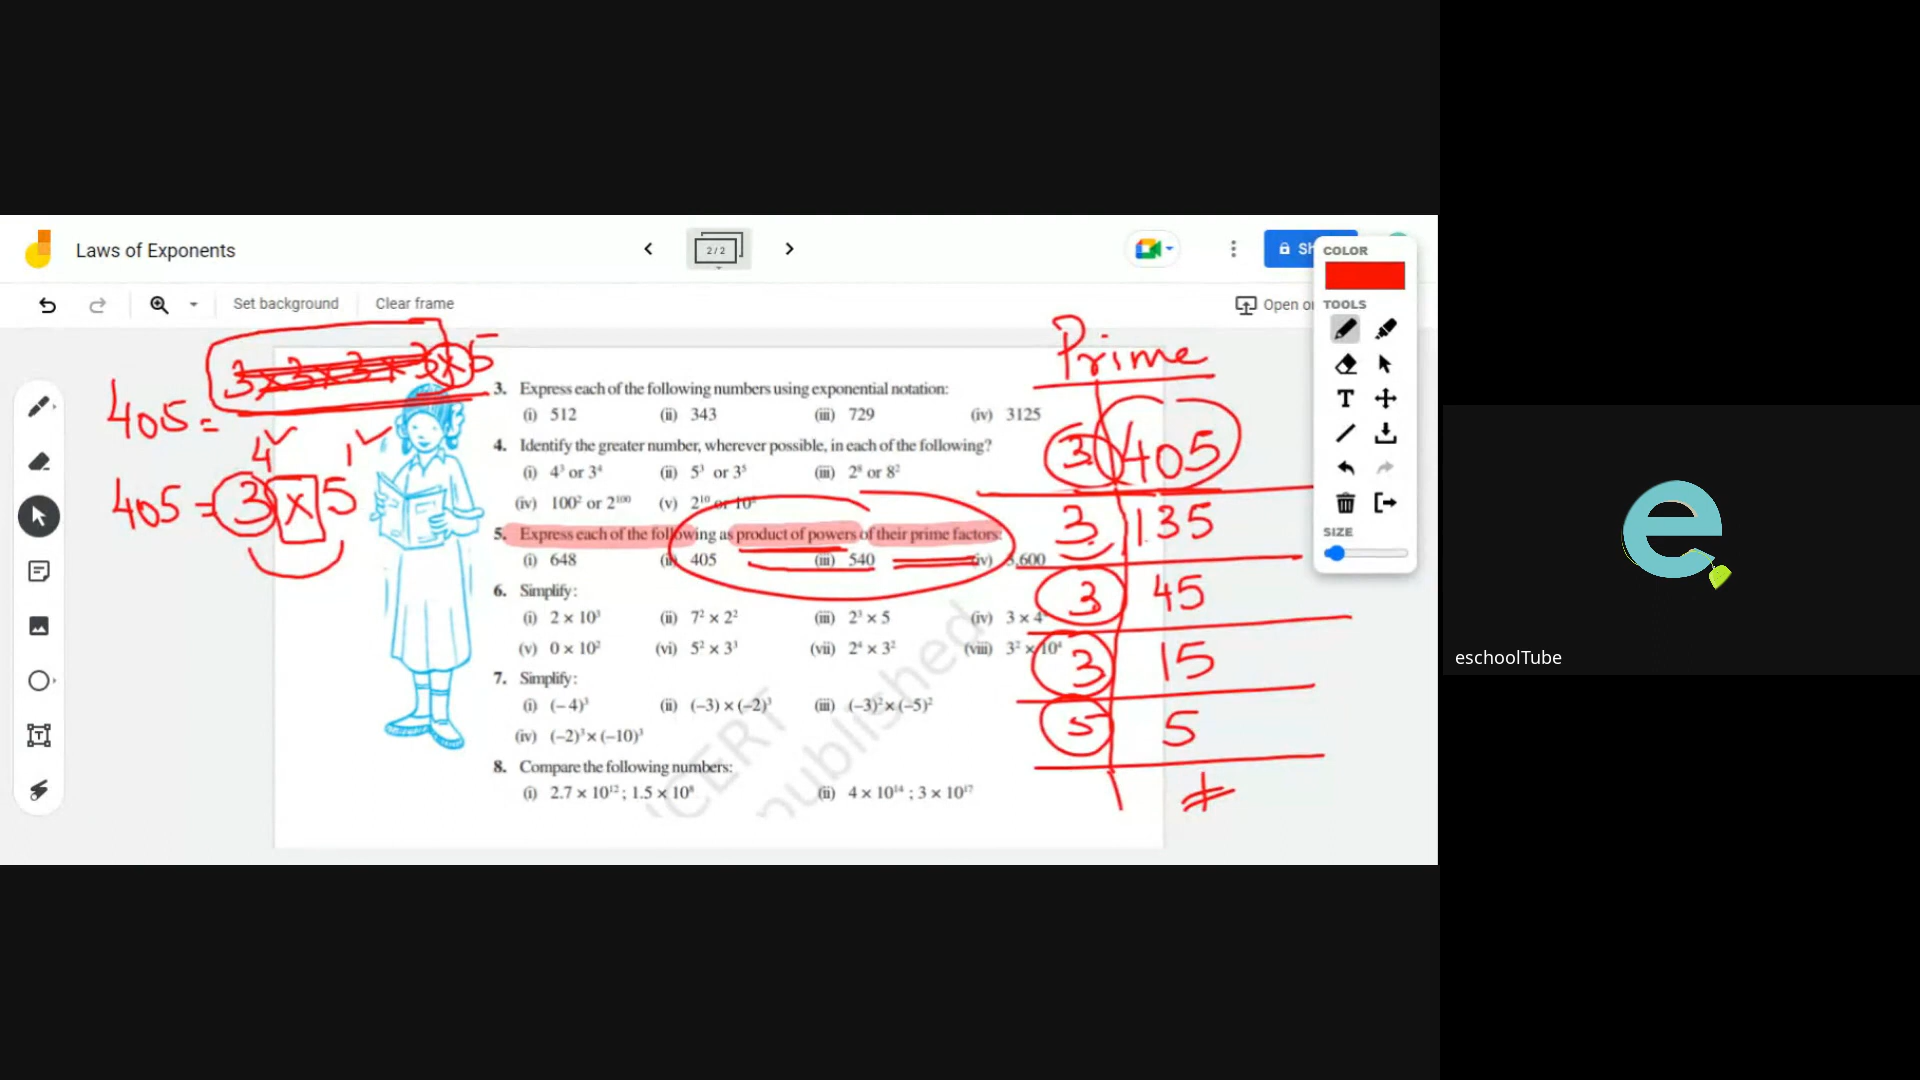 Laws of Exponents
2 / 2
Set background
Clear frame
COLOR
TOOLS
SIZE
Prime
3 | 405
3 | 135
3 | 45
3 | 15
5 | 5
405 = 3×3×3×3×5
405 = 3⁴ × 5¹
3. Express each of the following numbers using exponential notation:
(i) 512 (ii) 343 (iii) 729 (iv) 3125
4. Identify the greater number, wherever possible, in each of the following?
(i) 4³ or 3⁴ (ii) 5³ or 3⁵ (iii) 2⁸ or 8²
(iv) 100² or 2¹⁰⁰ (v) 2¹⁰ or 10²
5. Express each of the following as product of powers of their prime factors:
(i) 648 (ii) 405 (iii) 540 (iv) 3,600
6. Simplify:
(i) 2 × 10³ (ii) 7² × 2² (iii) 2³ × 5 (iv) 3 × 4⁴
(v) 0 × 10² (vi) 5² × 3³ (vii) 2⁴ × 3² (viii) 3² × 10⁴
7. Simplify:
(i) (– 4)³ (ii) (–3) × (–2)³ (iii) (–3)² × (–5)²
(iv) (–2)³ × (–10)³
8. Compare the following numbers:
(i) 2.7 × 10¹² ; 1.5 × 10⁸ (ii) 4 × 10¹⁴ ; 3 × 10¹⁷
published
eschoolTube